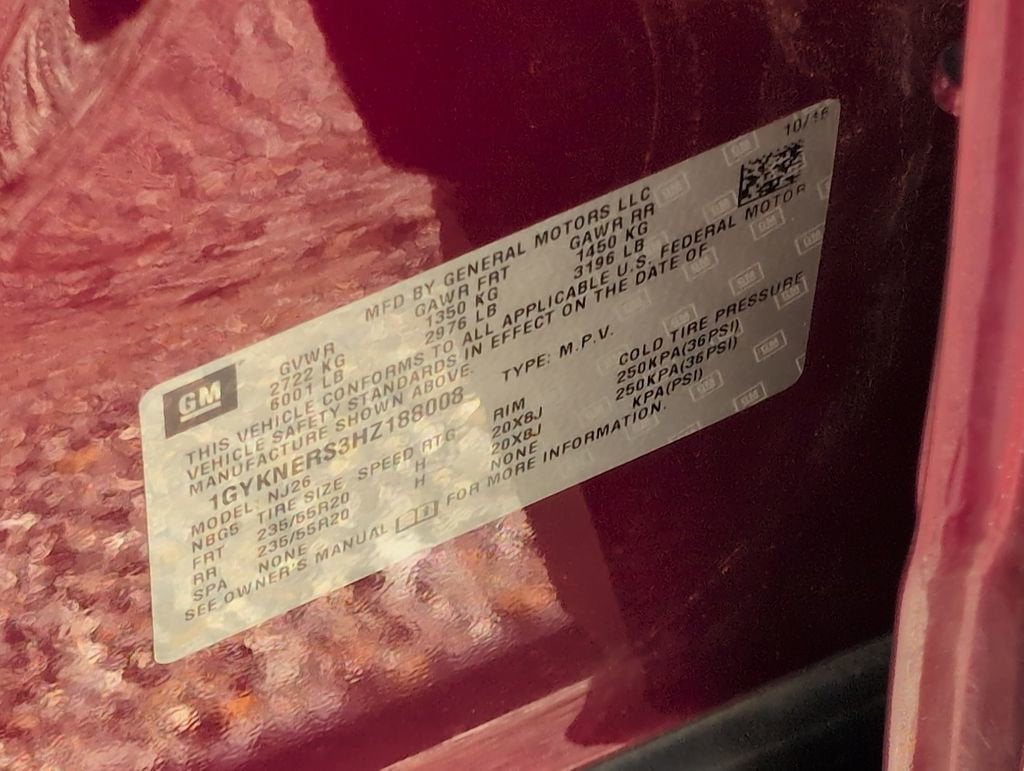 10/16
MFD BY GENERAL MOTORS LLC
GVWR GAWR FRT GAWR RR
2722 KG 1350 KG 1450 KG
6001 LB 2976 LB 3196 LB
THIS VEHICLE CONFORMS TO ALL APPLICABLE U.S. FEDERAL MOTOR
VEHICLE SAFETY STANDARDS IN EFFECT ON THE DATE OF
MANUFACTURE SHOWN ABOVE.
GM
1GYKNERS3HZ188008 TYPE: M.P.V.
MODEL: NJ26
NBG5 TIRE SIZE SPEED RTG RIM COLD TIRE PRESSURE
FRT 235/55R20 H 20X8J 250KPA(36PSI)
RR 235/55R20 H 20X8J 250KPA(36PSI)
SPA NONE NONE KPA(PSI)
SEE OWNER'S MANUAL FOR MORE INFORMATION.